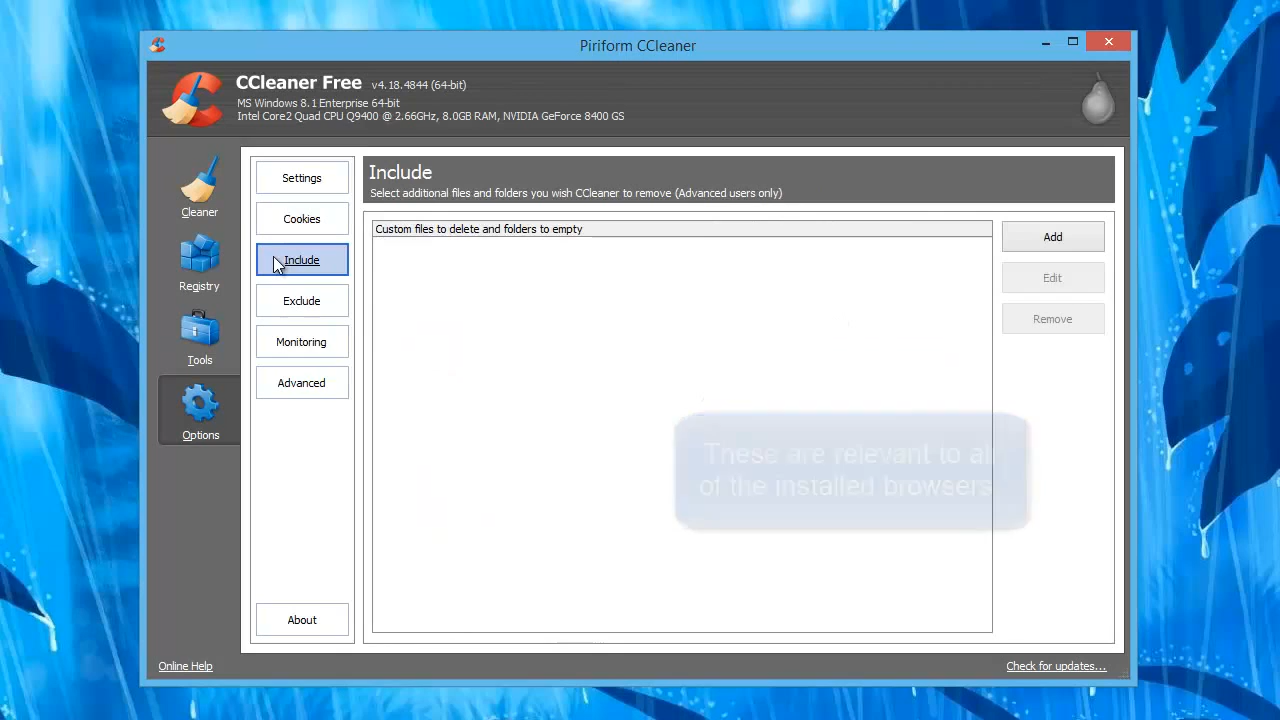 Piriform CCleaner
CCleaner Free v4.18.4844 (64-bit)
MS Windows 8.1 Enterprise 64-bit
Intel Core2 Quad CPU Q9400 @ 2.66GHz, 8.0GB RAM, NVIDIA GeForce 8400 GS
Cleaner
Registry
Tools
Options
Settings
Cookies
Include
Exclude
Monitoring
Advanced
About
Include
Select additional files and folders you wish CCleaner to remove (Advanced users only)
Custom files to delete and folders to empty
Add
Edit
Remove
These are relevant to al
of the installed browsers
Online Help
Check for updates...